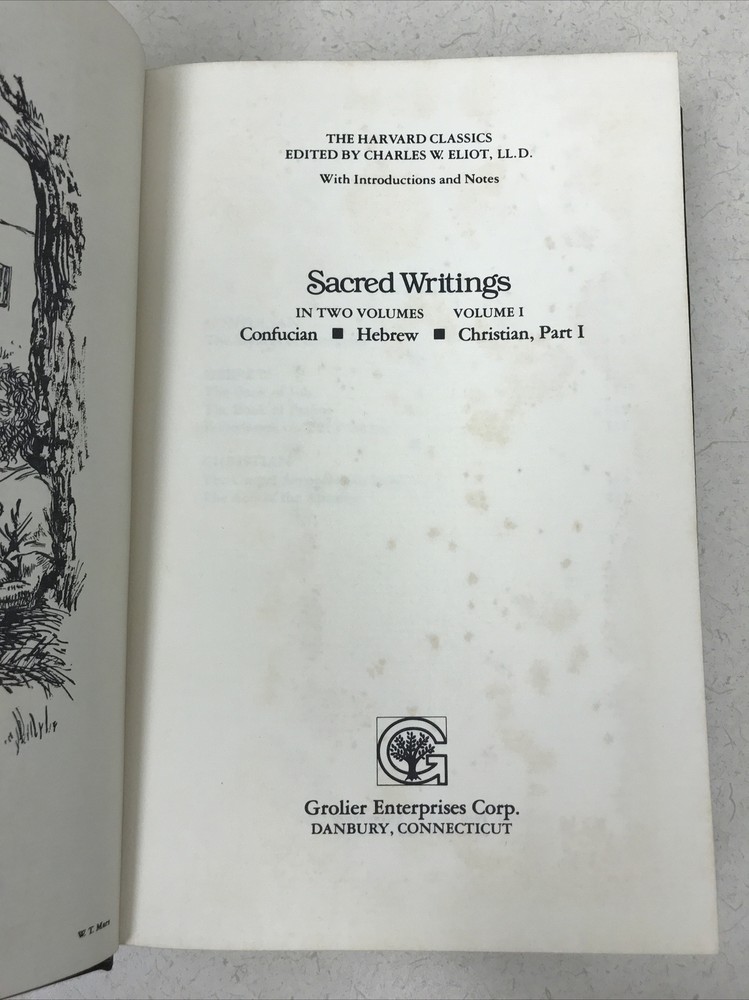 THE HARVARD CLASSICS
EDITED BY CHARLES W. ELIOT, LL.D.
With Introductions and Notes
Sacred Writings
IN TWO VOLUMES VOLUME I
Confucian ■ Hebrew ■ Christian, Part I
G
Grolier Enterprises Corp.
DANBURY, CONNECTICUT
W. T. Mars